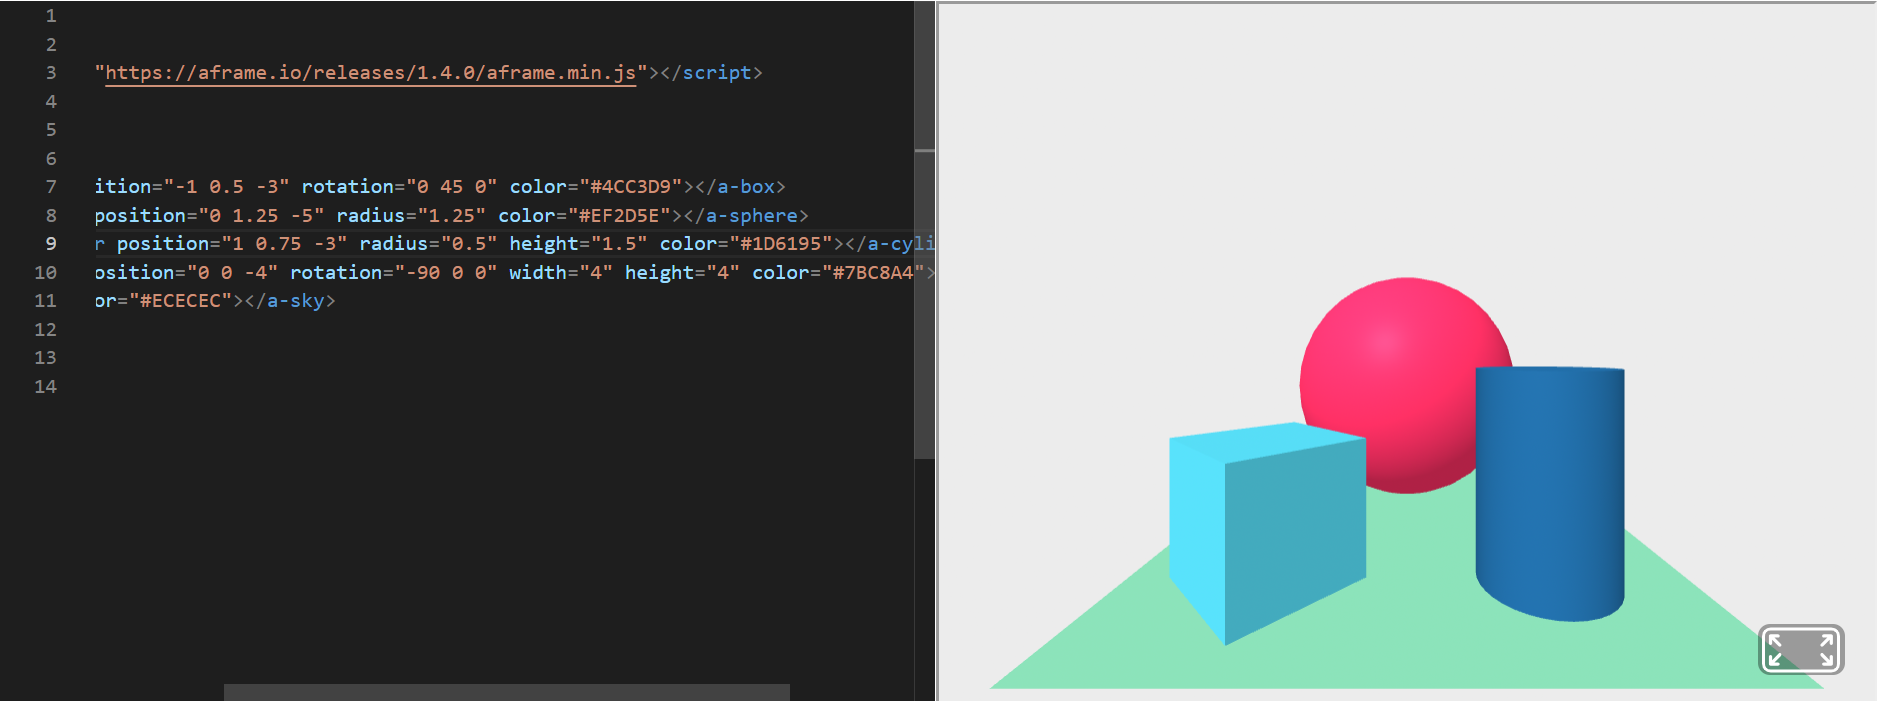 1
2
3 "https://aframe.io/releases/1.4.0/aframe.min.js"></script>
4
5
6
7 ition="-1 0.5 -3" rotation="0 45 0" color="#4CC3D9"></a-box>
8 position="0 1.25 -5" radius="1.25" color="#EF2D5E"></a-sphere>
9 r position="1 0.75 -3" radius="0.5" height="1.5" color="#1D6195"></a-cyli
10 osition="0 0 -4" rotation="-90 0 0" width="4" height="4" color="#7BC8A4">
11 or="#ECECEC"></a-sky>
12
13
14